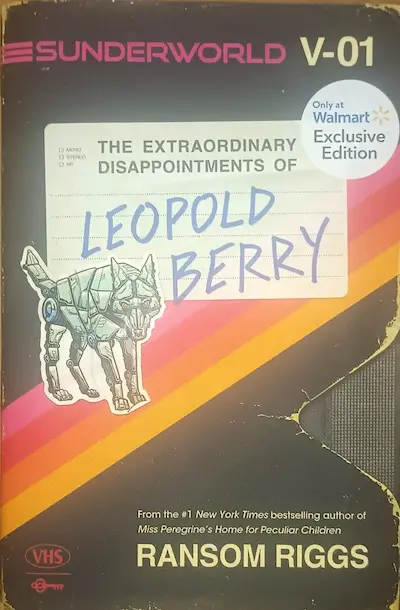 SUNDERWORLD V-01
Only at
Walmart
Exclusive
Edition
MONO
STEREO
NR
THE EXTRAORDINARY
DISAPPOINTMENTS OF
LEOPOLD
BERRY
From the #1 New York Times bestselling author of
Miss Peregrine's Home for Peculiar Children
VHS
RANSOM RIGGS